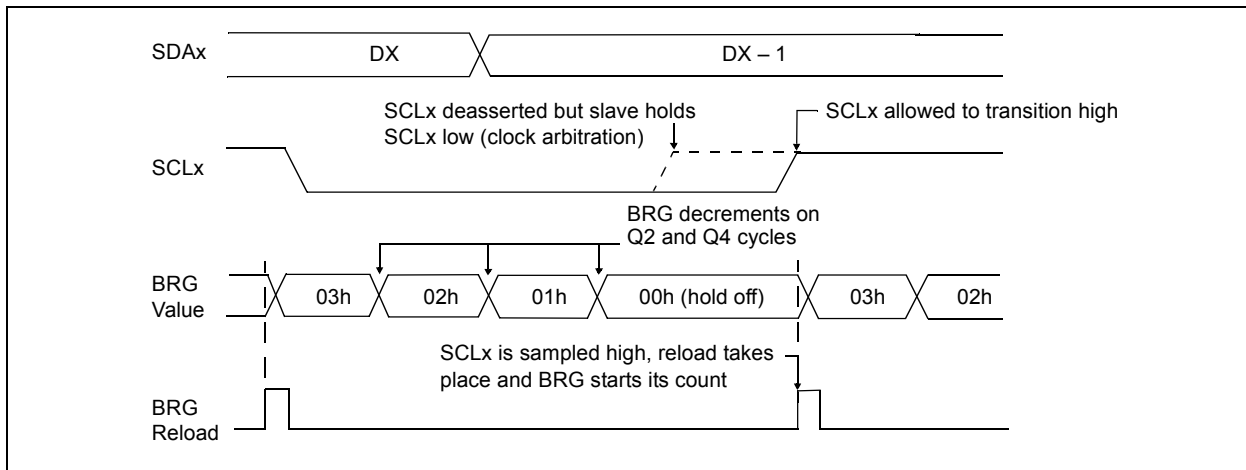 SDAx
DX
DX – 1
SCLx deasserted but slave holds
SCLx low (clock arbitration)
SCLx allowed to transition high
SCLx
BRG decrements on
Q2 and Q4 cycles
BRG
Value
03h
02h
01h
00h (hold off)
03h
02h
SCLx is sampled high, reload takes
place and BRG starts its count
BRG
Reload